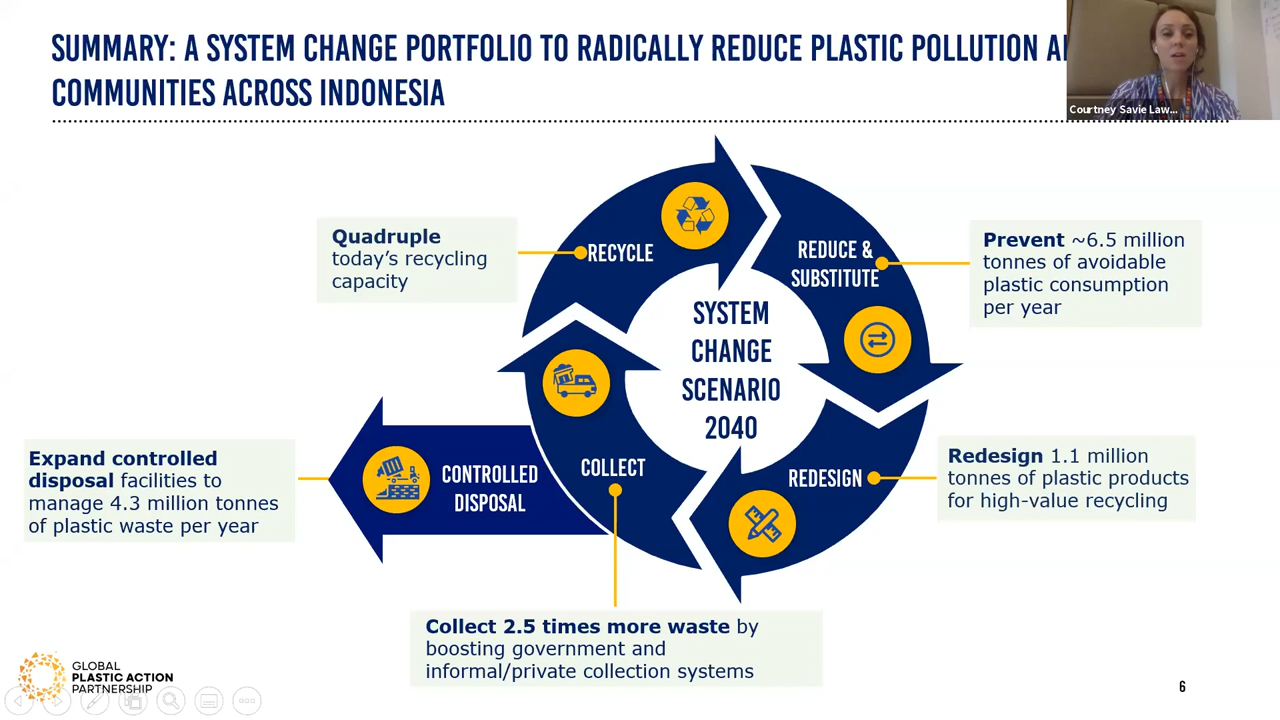 SUMMARY: A SYSTEM CHANGE PORTFOLIO TO RADICALLY REDUCE PLASTIC POLLUTION
COMMUNITIES ACROSS INDONESIA
Courtney Savie Law...
Quadruple
today's recycling
capacity
RECYCLE
REDUCE &
SUBSTITUTE
Prevent ~6.5 million
tonnes of avoidable
plastic consumption
per year
SYSTEM
CHANGE
SCENARIO
2040
Expand controlled
disposal facilities to
manage 4.3 million tonnes
of plastic waste per year
CONTROLLED
DISPOSAL
COLLECT
REDESIGN
Redesign 1.1 million
tonnes of plastic products
for high-value recycling
Collect 2.5 times more waste by
boosting government and
informal/private collection systems
GLOBAL
PLASTIC ACTION
PARTNERSHIP
6